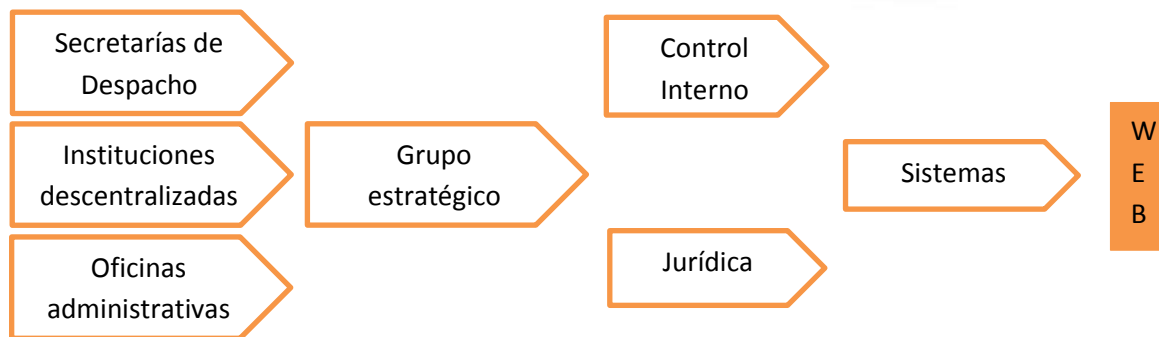 Secretarías de
Despacho
Instituciones
descentralizadas
Oficinas
administrativas
Grupo
estratégico
Control
Interno
Jurídica
Sistemas
W
E
B